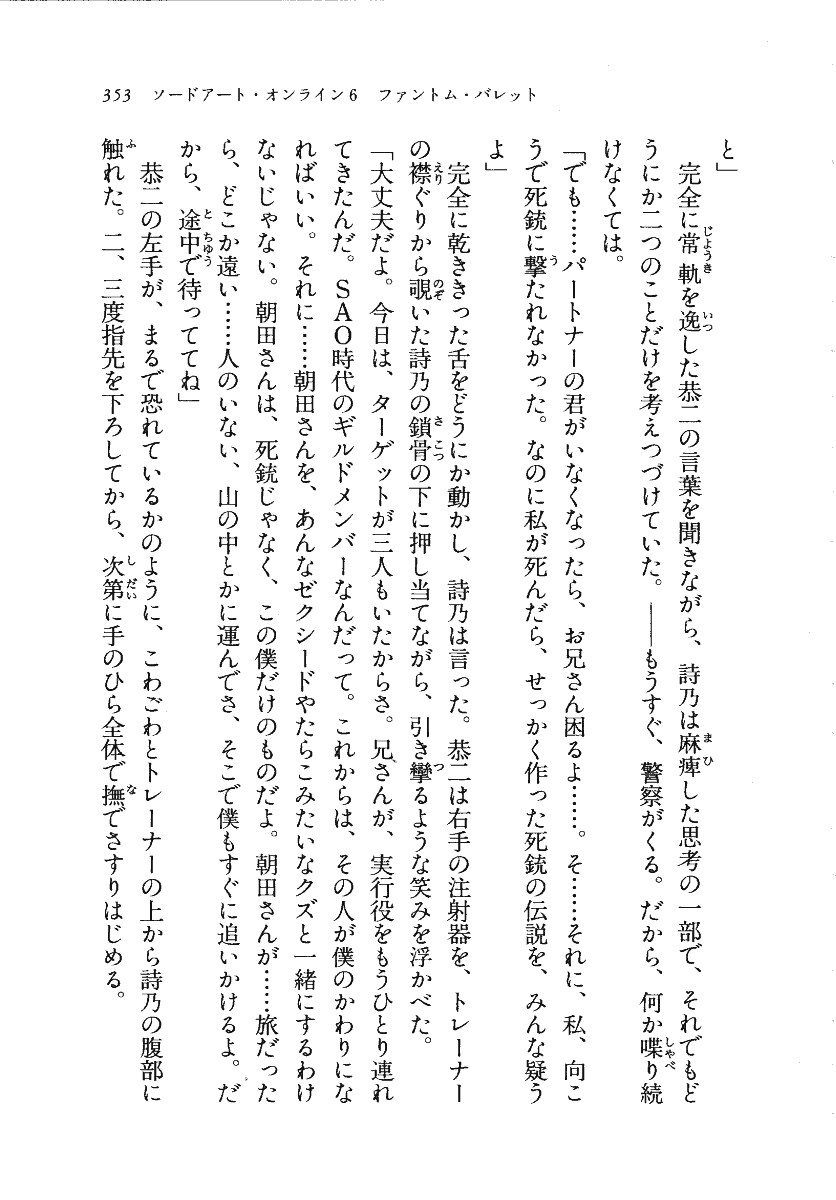 353 ソードアート・オンライン6 ファントム・バレット
と」
　完全に常軌を逸した恭二の言葉を聞きながら、詩乃は麻痺した思考の一部で、それでもど
うにか二つのことだけを考えつづけていた。――もうすぐ、警察がくる。だから、何か喋り続
けなくては。
「でも……パートナーの君がいなくなったら、お兄さん困るよ……。そ……それに、私、向こ
うで死銃に撃たれなかった。なのに私が死んだら、せっかく作った死銃の伝説を、みんな疑う
よ」
　完全に乾ききった舌をどうにか動かし、詩乃は言った。恭二は右手の注射器を、トレーナー
の襟ぐりから覗いた詩乃の鎖骨の下に押し当てながら、引き攣るような笑みを浮かべた。
「大丈夫だよ。今日は、ターゲットが三人もいたからさ。兄さんが、実行役をもうひとり連れ
てきたんだ。ＳＡＯ時代のギルドメンバーなんだって。これからは、その人が僕のかわりにな
ればいい。それに……朝田さんを、あんなゼクシードやたらこみたいなクズと一緒にするわけ
ないじゃない。朝田さんは、死銃じゃなく、この僕だけのものだよ。朝田さんが……旅だった
ら、どこか遠い……人のいない、山の中とかに運んでさ、そこで僕もすぐに追いかけるよ。だ
から、途中で待っててね」
　恭二の左手が、まるで恐れているかのように、こわごわとトレーナーの上から詩乃の腹部に
触れた。二、三度指先を下ろしてから、次第に手のひら全体で撫でさすりはじめる。